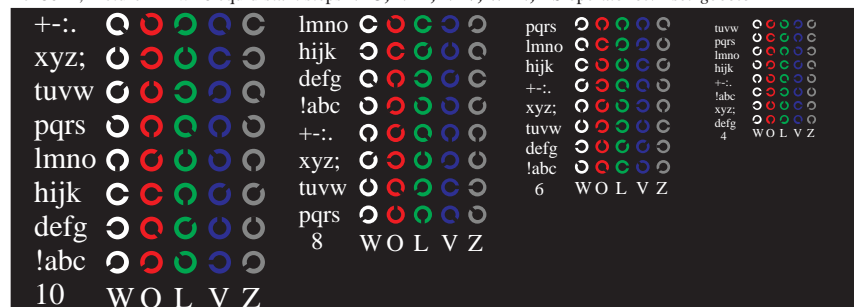 +-:.
xyz;
tuvw
pqrs
lmno
hijk
defg
!abc
10 W O L V Z
lmno
hijk
defg
!abc
+-:.
xyz;
tuvw
pqrs
8 W O L V Z
pqrs
lmno
hijk
+-:.
xyz;
tuvw
defg
!abc
6 W O L V Z
tuvw
pqrs
lmno
hijk
+-:.
!abc
xyz;
defg
4 W O L V Z